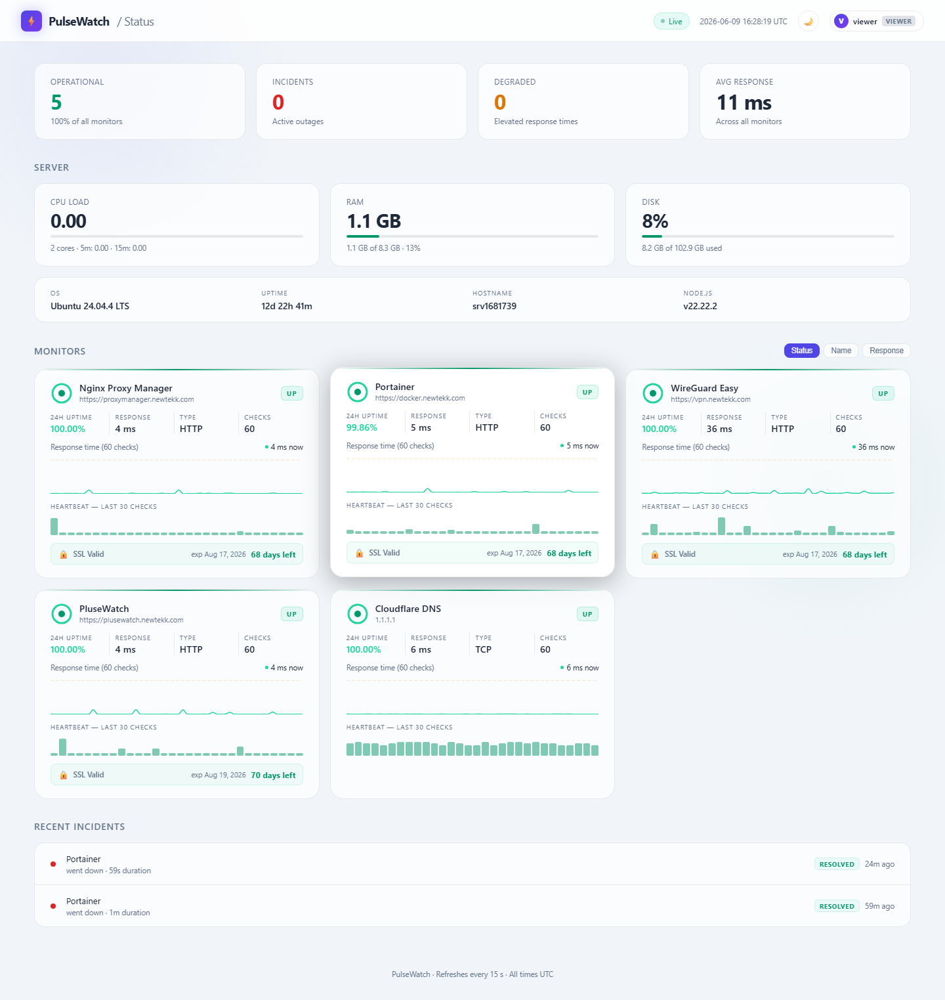 PulseWatch / Status
Live 2026-06-09 16:28:19 UTC V viewer VIEWER
OPERATIONAL
5
100% of all monitors
INCIDENTS
0
Active outages
DEGRADED
0
Elevated response times
AVG RESPONSE
11 ms
Across all monitors
SERVER
CPU LOAD
0.00
2 cores · 5m: 0.00 · 15m: 0.00
RAM
1.1 GB
1.1 GB of 8.3 GB · 13%
DISK
8%
8.2 GB of 102.9 GB used
OS
Ubuntu 24.04.4 LTS
UPTIME
12d 22h 41m
HOSTNAME
srv1681739
NODE.JS
v22.22.2
MONITORS
Status Name Response
Nginx Proxy Manager
https://proxymanager.newtekk.com
UP
24H UPTIME RESPONSE TYPE CHECKS
100.00% 4 ms HTTP 60
Response time (60 checks) 4 ms now
HEARTBEAT — LAST 30 CHECKS
SSL Valid exp Aug 17, 2026 68 days left
Portainer
https://docker.newtekk.com
UP
24H UPTIME RESPONSE TYPE CHECKS
99.86% 5 ms HTTP 60
Response time (60 checks) 5 ms now
HEARTBEAT — LAST 30 CHECKS
SSL Valid exp Aug 17, 2026 68 days left
WireGuard Easy
https://vpn.newtekk.com
UP
24H UPTIME RESPONSE TYPE CHECKS
100.00% 36 ms HTTP 60
Response time (60 checks) 36 ms now
HEARTBEAT — LAST 30 CHECKS
SSL Valid exp Aug 17, 2026 68 days left
PluseWatch
https://plusewatch.newtekk.com
UP
24H UPTIME RESPONSE TYPE CHECKS
100.00% 4 ms HTTP 60
Response time (60 checks) 4 ms now
HEARTBEAT — LAST 30 CHECKS
SSL Valid exp Aug 19, 2026 70 days left
Cloudflare DNS
1.1.1.1
UP
24H UPTIME RESPONSE TYPE CHECKS
100.00% 6 ms TCP 60
Response time (60 checks) 6 ms now
HEARTBEAT — LAST 30 CHECKS
RECENT INCIDENTS
Portainer
went down · 59s duration
RESOLVED 24m ago
Portainer
went down · 1m duration
RESOLVED 59m ago
PulseWatch · Refreshes every 15 s · All times UTC